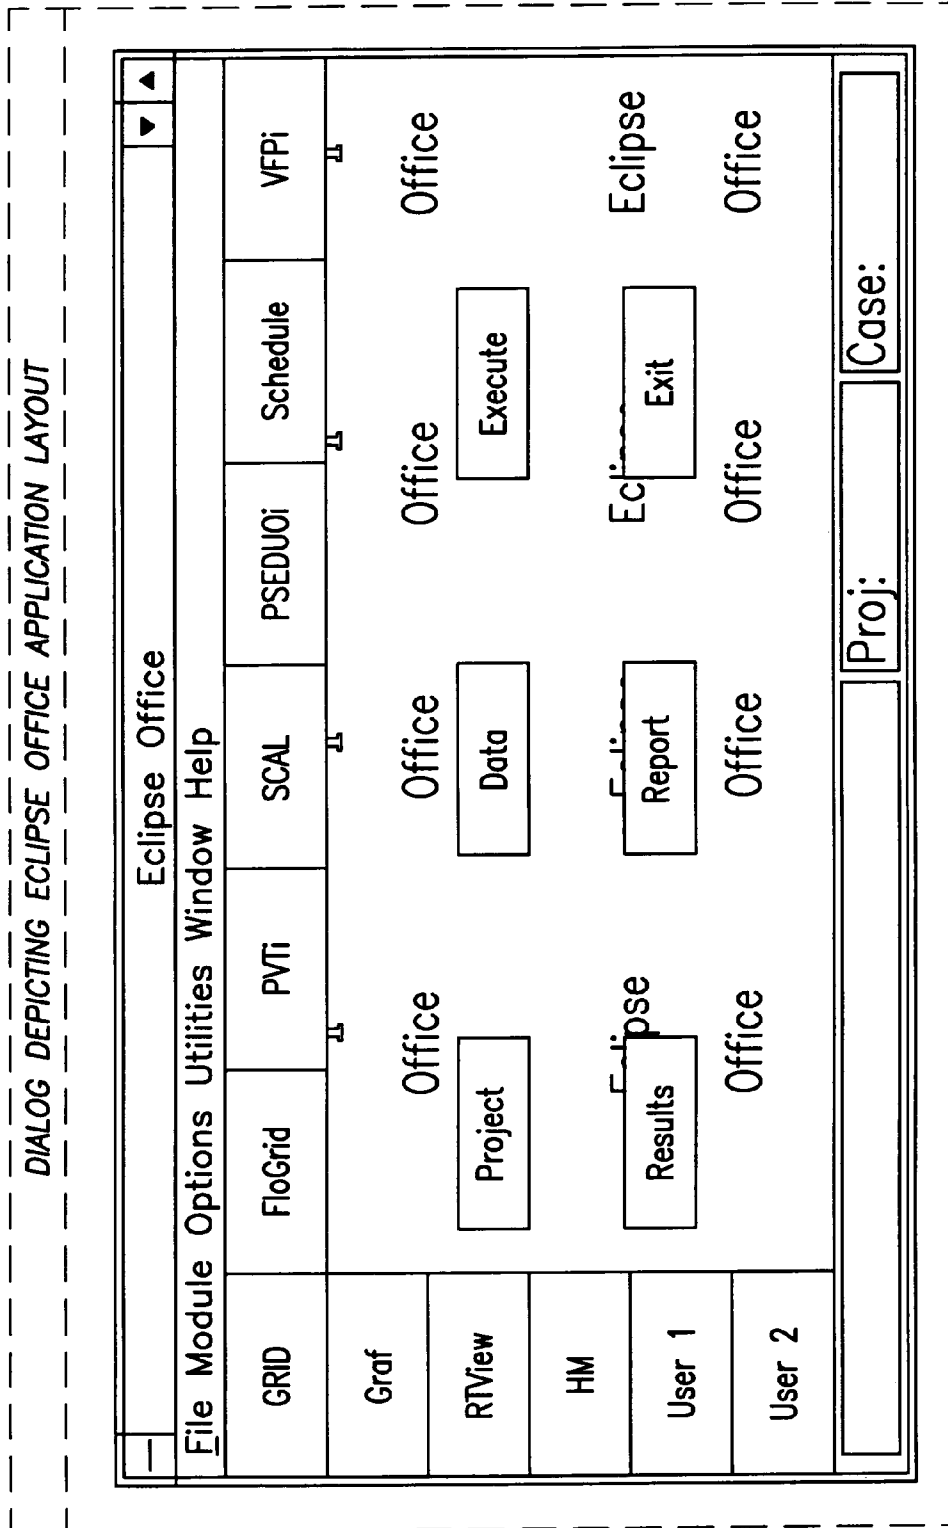 DIALOG DEPICTING ECLIPSE OFFICE APPLICATION LAYOUT
Eclipse Office
File Module Options Utilities Window Help
GRID FloGrid PVTi SCAL PSEDUOi Schedule VFPi
Graf
Office Office Office Office
RTView
Project Data Execute
HM
Eclipse Eclipse
User 1
Results Report Exit
User 2
Office Office Office Office
Proj: Case: